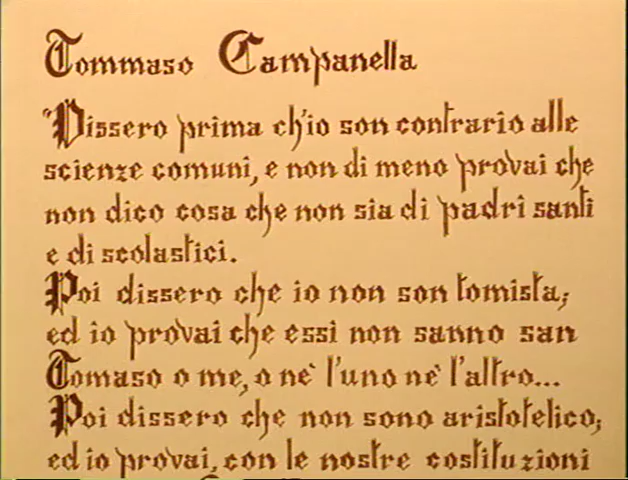 Tommaso Campanella
"Dissero prima ch'io son contrario alle
scienze comuni, e non di meno provai che
non dico cosa che non sia di padri santi
e di scolastici.
Poi dissero che io non son tomista;
ed io provai che essi non sanno san
Tomaso o me, o nè l'uno nè l'altro...
Poi dissero che non sono aristotelico;
ed io provai, con le nostre costituzioni